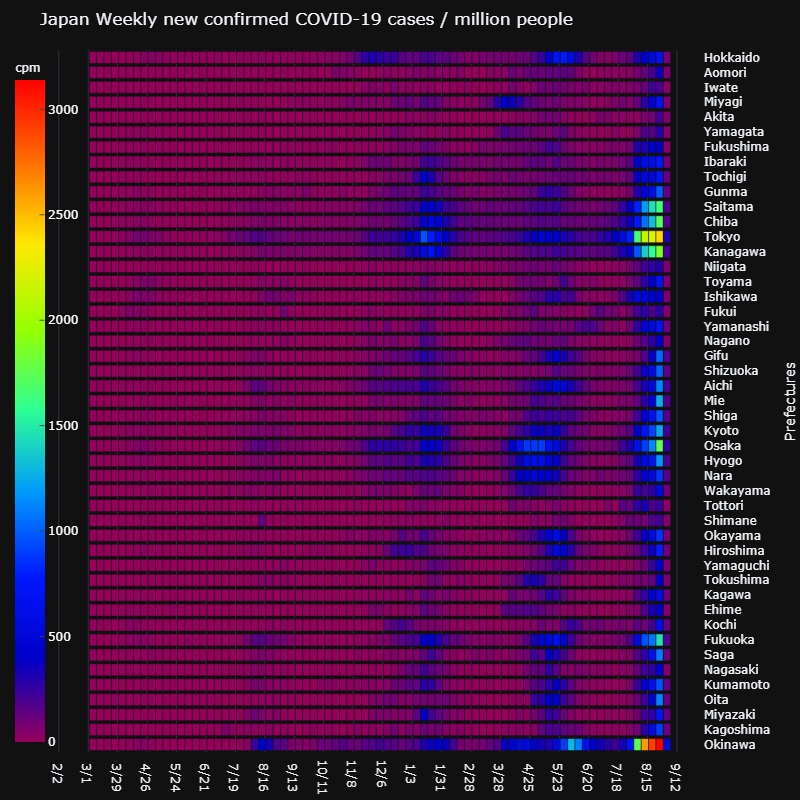 Japan Weekly new confirmed COVID-19 cases / million people
cpm
3000
2500
2000
1500
1000
500
0
Hokkaido
Aomori
Iwate
Miyagi
Akita
Yamagata
Fukushima
Ibaraki
Tochigi
Gunma
Saitama
Chiba
Tokyo
Kanagawa
Niigata
Toyama
Ishikawa
Fukui
Yamanashi
Nagano
Gifu
Shizuoka
Aichi
Mie
Shiga
Kyoto
Osaka
Hyogo
Nara
Wakayama
Tottori
Shimane
Okayama
Hiroshima
Yamaguchi
Tokushima
Kagawa
Ehime
Kochi
Fukuoka
Saga
Nagasaki
Kumamoto
Oita
Miyazaki
Kagoshima
Okinawa
Prefectures
2/2
3/1
3/29
4/26
5/24
6/21
7/19
8/16
9/13
10/11
11/8
12/6
1/3
1/31
2/28
3/28
4/25
5/23
6/20
7/18
8/15
9/12